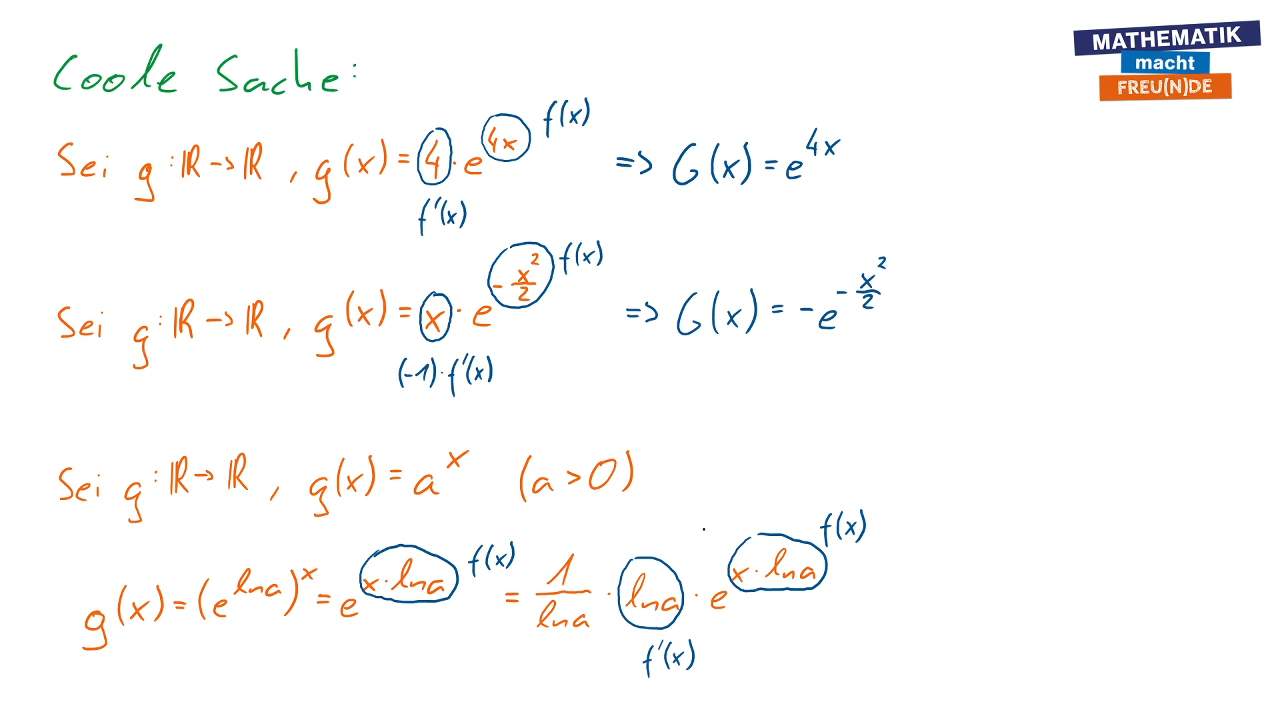 Coole Sache:
MATHEMATIK
macht
FREU(N)DE
Sei g: ℝ → ℝ, g(x) = 4 · e^(4x) f(x) => G(x) = e^(4x)
f'(x)
Sei g: ℝ → ℝ, g(x) = x · e^(-x²/2) f(x) => G(x) = -e^(-x²/2)
(-1) · f'(x)
Sei g: ℝ → ℝ, g(x) = a^x (a > 0)
g(x) = (e^(ln a))^x = e^(x · ln a) f(x) = 1/(ln a) · ln a · e^(x · ln a) f(x)
f'(x)